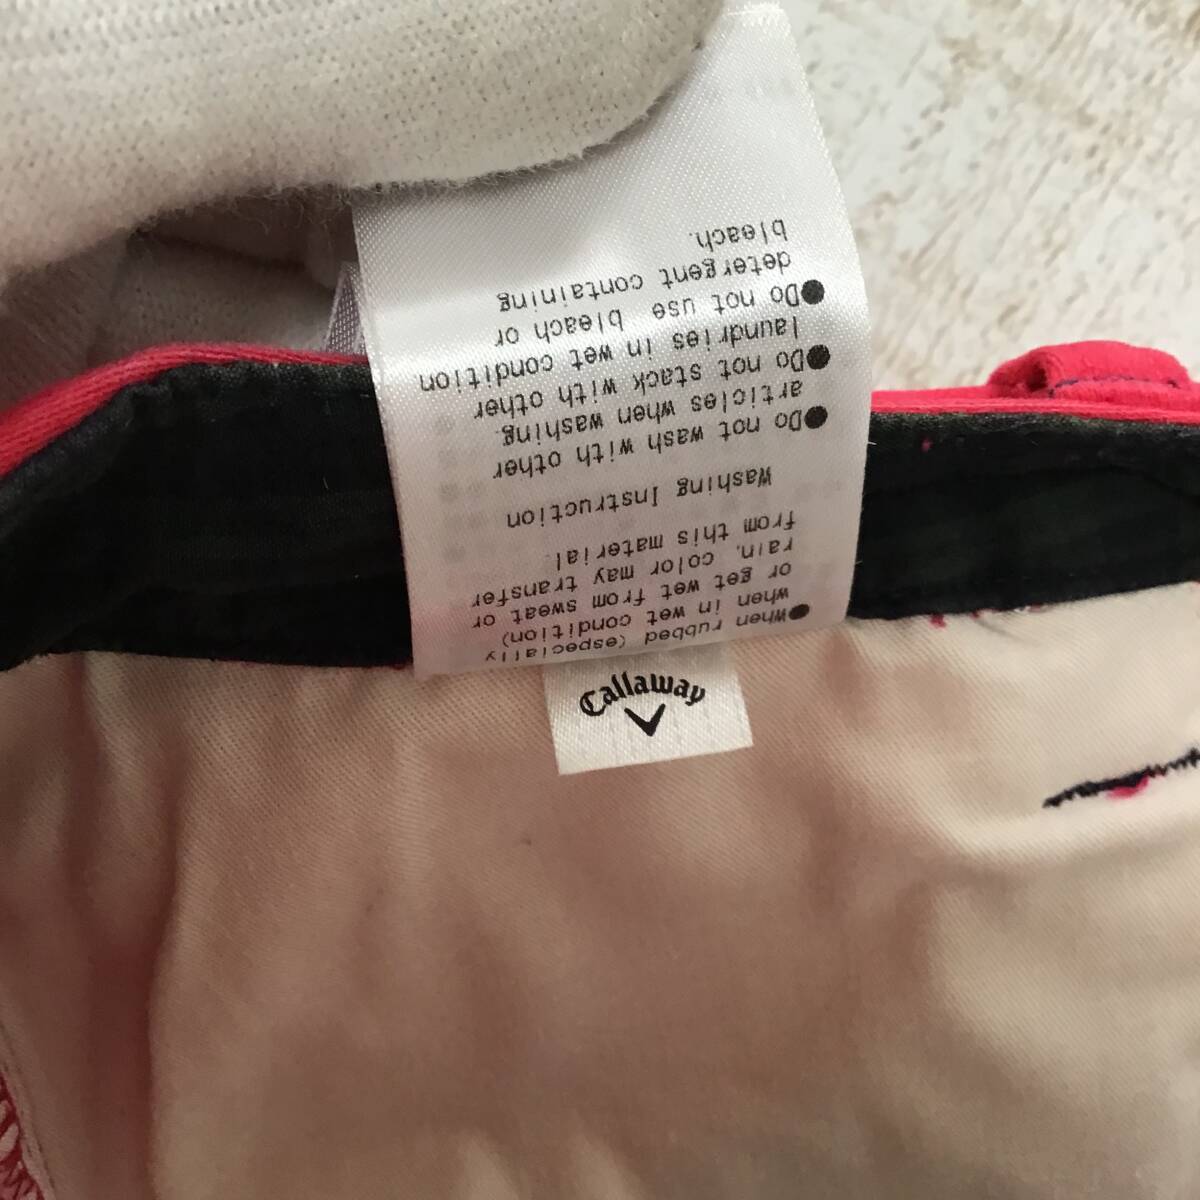 ●When rubbed (especially
when in wet condition)
or get wet from sweat or
rain, color may transfer
from this material.
Washing Instruction
●Do not wash with other
articles when washing.
●Do not stack with other
laundries in wet condition
●Do not use bleach or
detergent containing
bleach.
Callaway